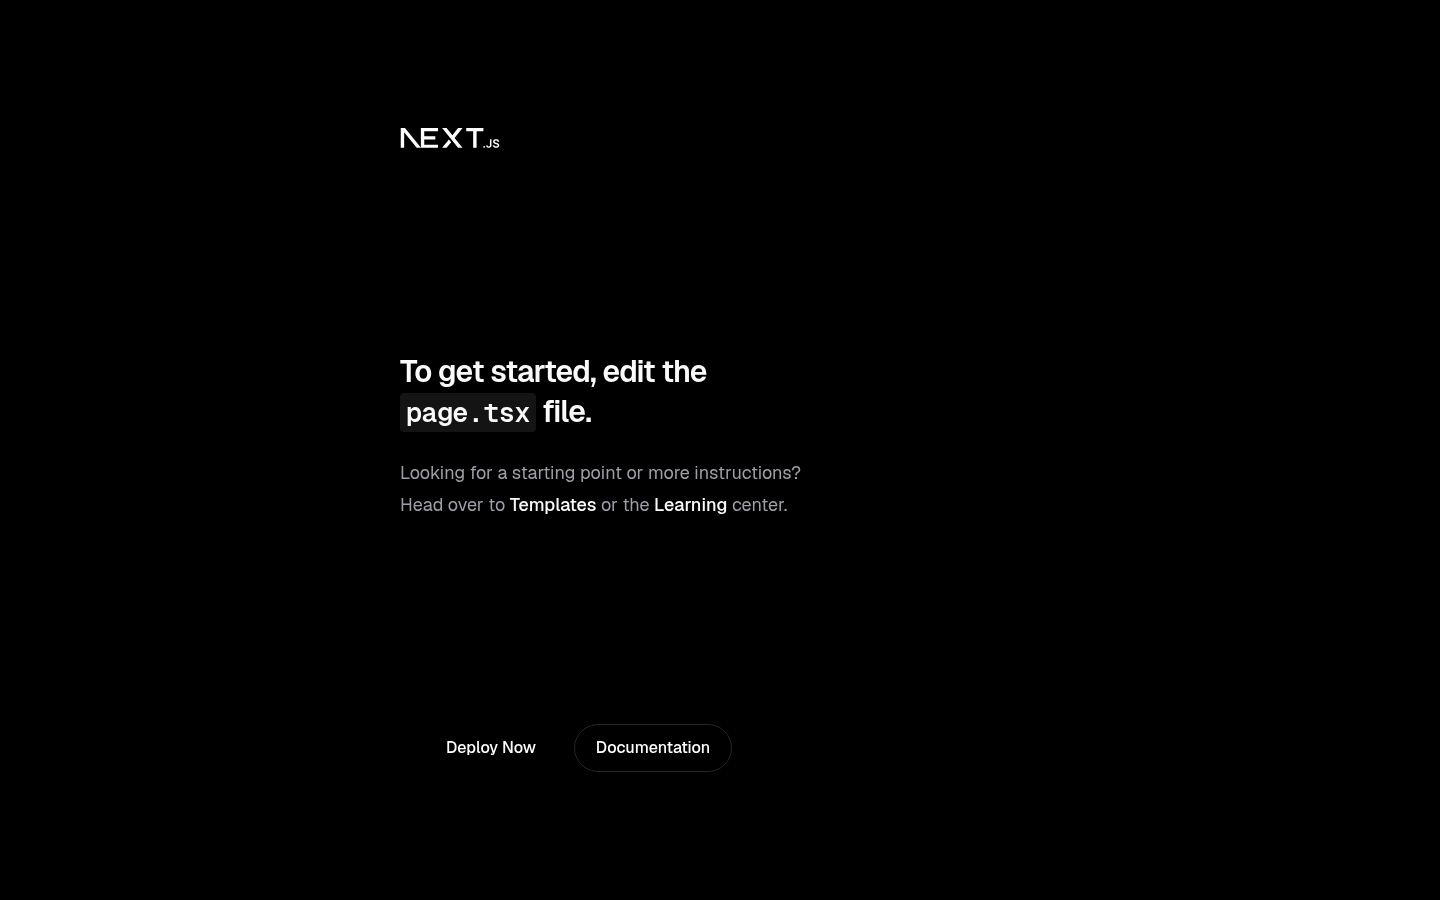 NEXT.JS
To get started, edit the
page.tsx file.
Looking for a starting point or more instructions?
Head over to Templates or the Learning center.
Deploy Now
Documentation